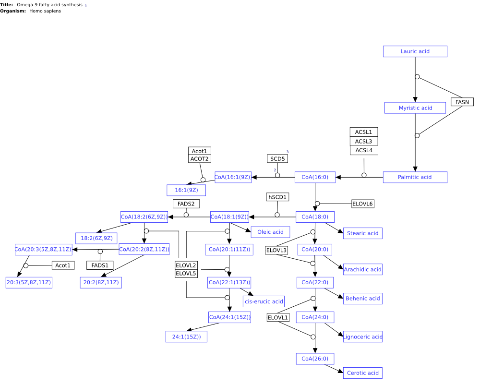 Title: Omega 9 fatty acid synthesis
Organism: Homo sapiens
Lauric acid
FASN
Myristic acid
ACSL1
ACSL3
ACSL4
Acot1
ACOT2
SCD5
CoA(16:1(9Z)
CoA(16:0)
Palmitic acid
16:1(9Z)
hSCD1
FADS2
ELOVL6
CoA(18:2(6Z,9Z)
CoA(18:1(9Z)
CoA(18:0)
Oleic acid
Stearic acid
18:2(6Z,9Z)
CoA(20:3(5Z,8Z,11Z)
CoA(20:2(8Z,11Z)
CoA(20:1(11Z))
ELOVL3
CoA(20:0)
Acot1
FADS1
ELOVL2
ELOVL5
Arachidic acid
20:3(5Z,8Z,11Z)
20:2(8Z,11Z)
CoA(22:1(13Z)
CoA(22:0)
cis-erucic acid
Behenic acid
CoA(24:1(15Z)
ELOVL1
CoA(24:0)
24:1(15Z))
Lignoceric acid
CoA(26:0)
Cerotic acid